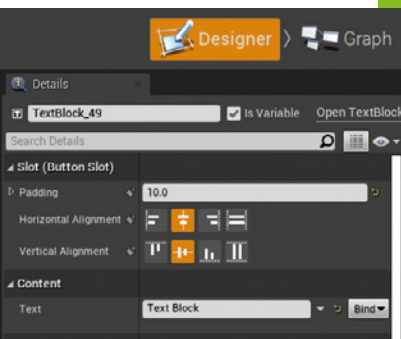 Designer Graph
Details
TextBlock_49 Is Variable Open TextBlock
Search Details
Slot (Button Slot)
Padding 10.0
Horizontal Alignment
Vertical Alignment
Content
Text Text Block Bind